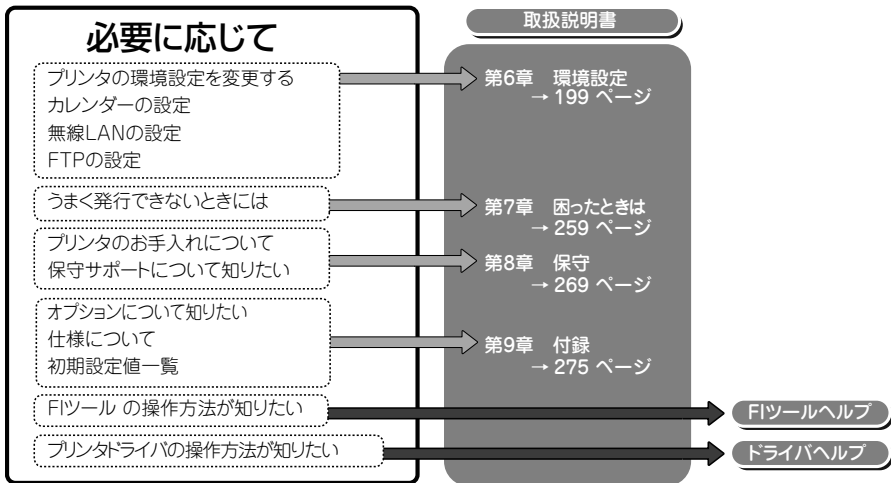 必要に応じて
取扱説明書
プリンタの環境設定を変更する
カレンダーの設定
無線LANの設定
FTPの設定
第6章 環境設定
→ 199 ページ
うまく発行できないときには
第7章 困ったときは
→ 259 ページ
プリンタのお手入れについて
保守サポートについて知りたい
第8章 保守
→ 269 ページ
オプションについて知りたい
仕様について
初期設定値一覧
第9章 付録
→ 275 ページ
FIツール の操作方法が知りたい
FIツールヘルプ
プリンタドライバの操作方法が知りたい
ドライバヘルプ